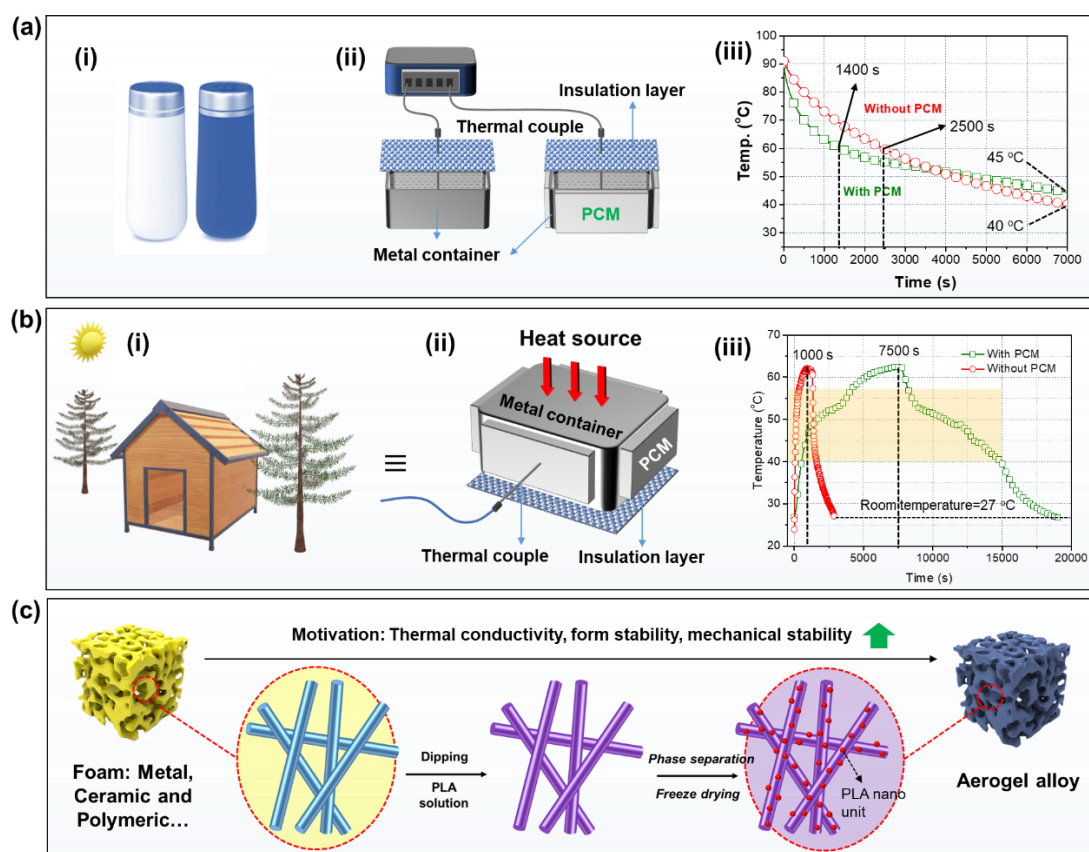 (a)
(i)
(ii)
Insulation layer
Thermal couple
PCM
Metal container
(iii)
100
90
80
70
60
50
40
30
Temp. (°C)
1400 s
Without PCM
2500 s
45 °C
With PCM
40 °C
0 1000 2000 3000 4000 5000 6000 7000
Time (s)
(b)
(i)
(ii)
Heat source
Metal container
PCM
≡
Thermal couple
Insulation layer
(iii)
70
60
50
40
30
20
Temperature (°C)
1000 s
7500 s
With PCM
Without PCM
Room temperature=27 °C
0 5000 10000 15000 20000
Time (s)
(c)
Motivation: Thermal conductivity, form stability, mechanical stability
Foam: Metal,
Ceramic and
Polymeric…
Dipping
PLA
solution
Phase separation
Freeze drying
PLA nano
unit
Aerogel alloy